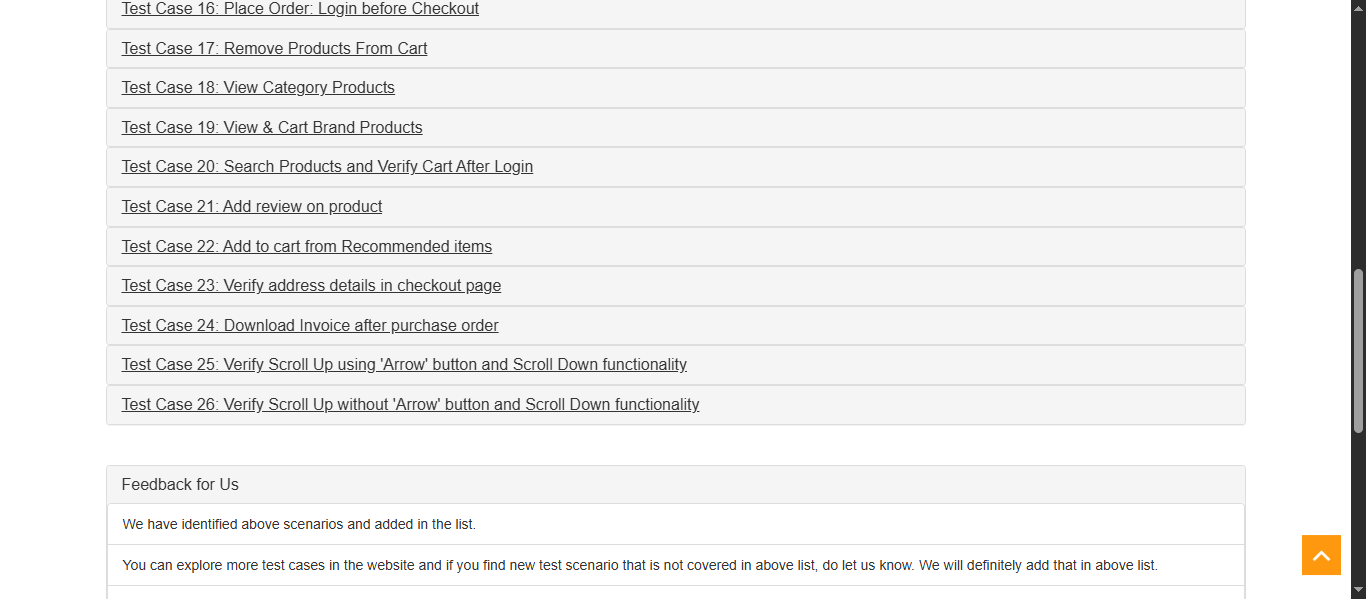 Test Case 16: Place Order: Login before Checkout
Test Case 17: Remove Products From Cart
Test Case 18: View Category Products
Test Case 19: View & Cart Brand Products
Test Case 20: Search Products and Verify Cart After Login
Test Case 21: Add review on product
Test Case 22: Add to cart from Recommended items
Test Case 23: Verify address details in checkout page
Test Case 24: Download Invoice after purchase order
Test Case 25: Verify Scroll Up using 'Arrow' button and Scroll Down functionality
Test Case 26: Verify Scroll Up without 'Arrow' button and Scroll Down functionality
Feedback for Us
We have identified above scenarios and added in the list.
You can explore more test cases in the website and if you find new test scenario that is not covered in above list, do let us know. We will definitely add that in above list.